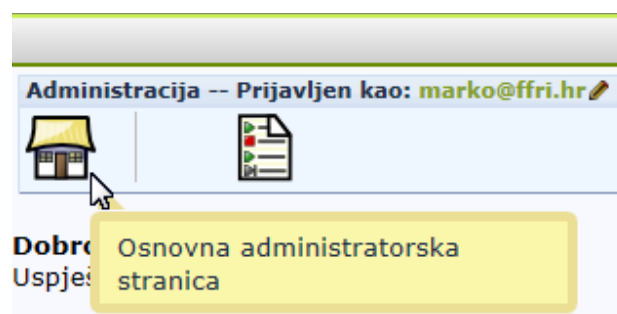 Administracija -- Prijavljen kao: marko@ffri.hr
Osnovna administratorska
stranica